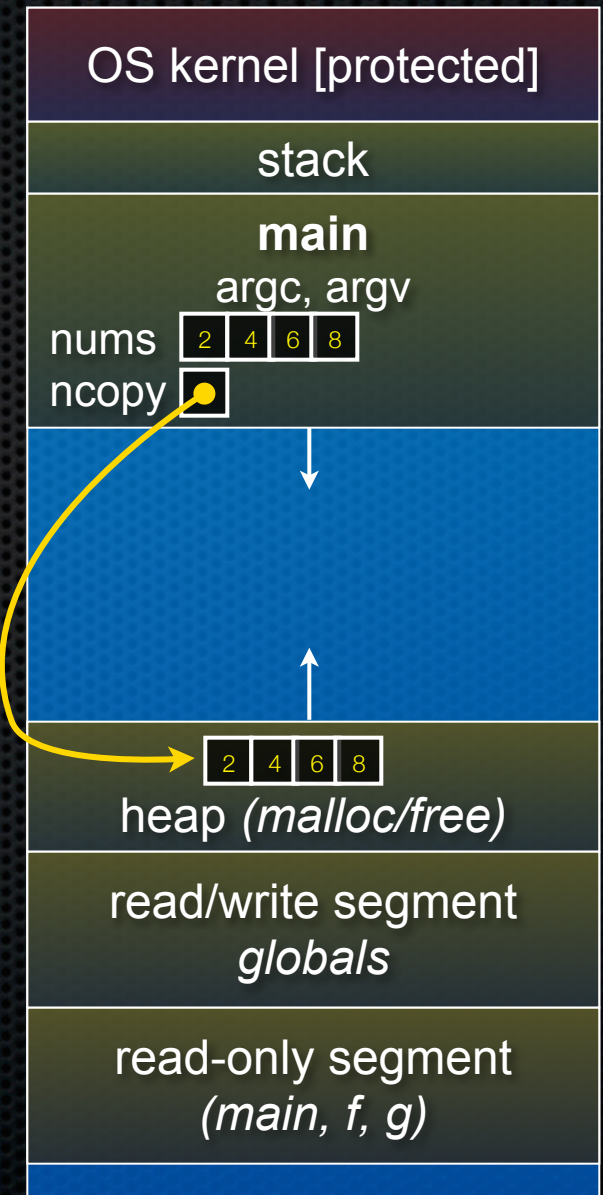 OS kernel [protected]
stack
main
argc, argv
nums 2 4 6 8
ncopy
2 4 6 8
heap (malloc/free)
read/write segment
globals
read-only segment
(main, f, g)